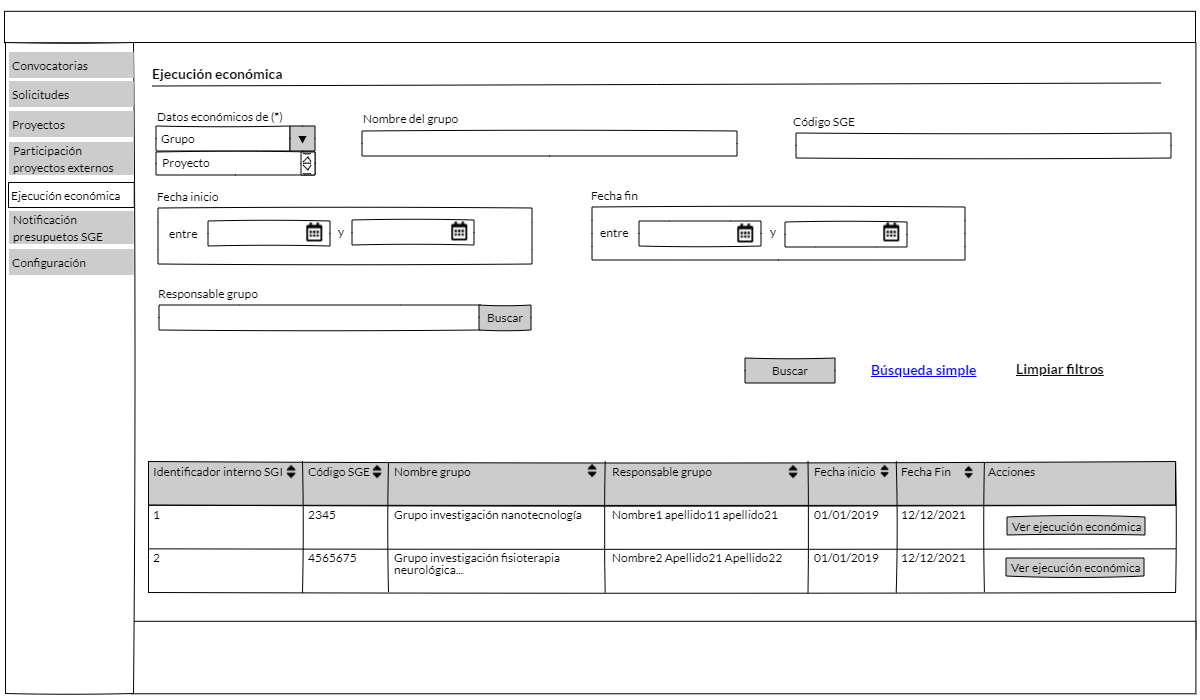 Convocatorias
Solicitudes
Proyectos
Participación
proyectos externos
Ejecución económica
Notificación
presupuetos SGE
Configuración
Ejecución económica
Datos económicos de (*)
Grupo
Proyecto
Nombre del grupo
Código SGE
Fecha inicio
entre y
Fecha fin
entre y
Responsable grupo
Buscar
Buscar Búsqueda simple Limpiar filtros
Identificador interno SGI Código SGE Nombre grupo Responsable grupo Fecha inicio Fecha Fin Acciones
1 2345 Grupo investigación nanotecnología Nombre1 apellido11 apellido21 01/01/2019 12/12/2021 Ver ejecución económica
2 4565675 Grupo investigación fisioterapia Nombre2 Apellido21 Apellido22 01/01/2019 12/12/2021 Ver ejecución económica
neurológica...